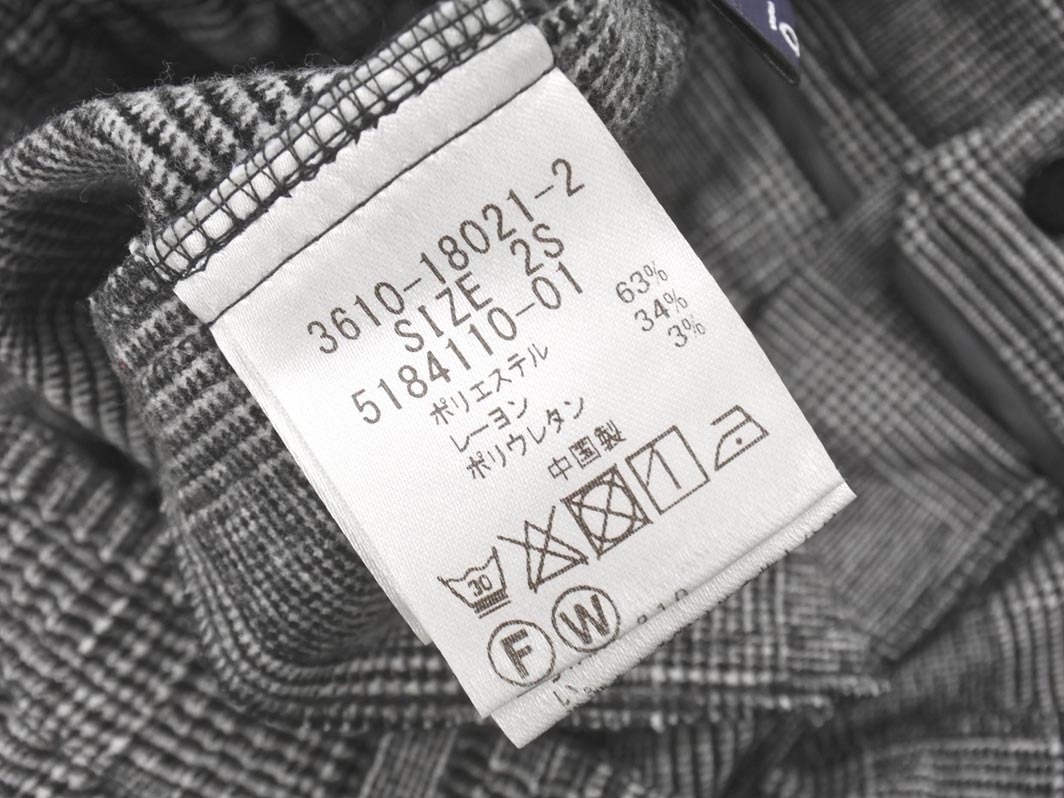 3610-18021-2
SIZE 2S
5184110-01
ポリエステル 63%
レーヨン 34%
ポリウレタン 3%
中国製
30
F W